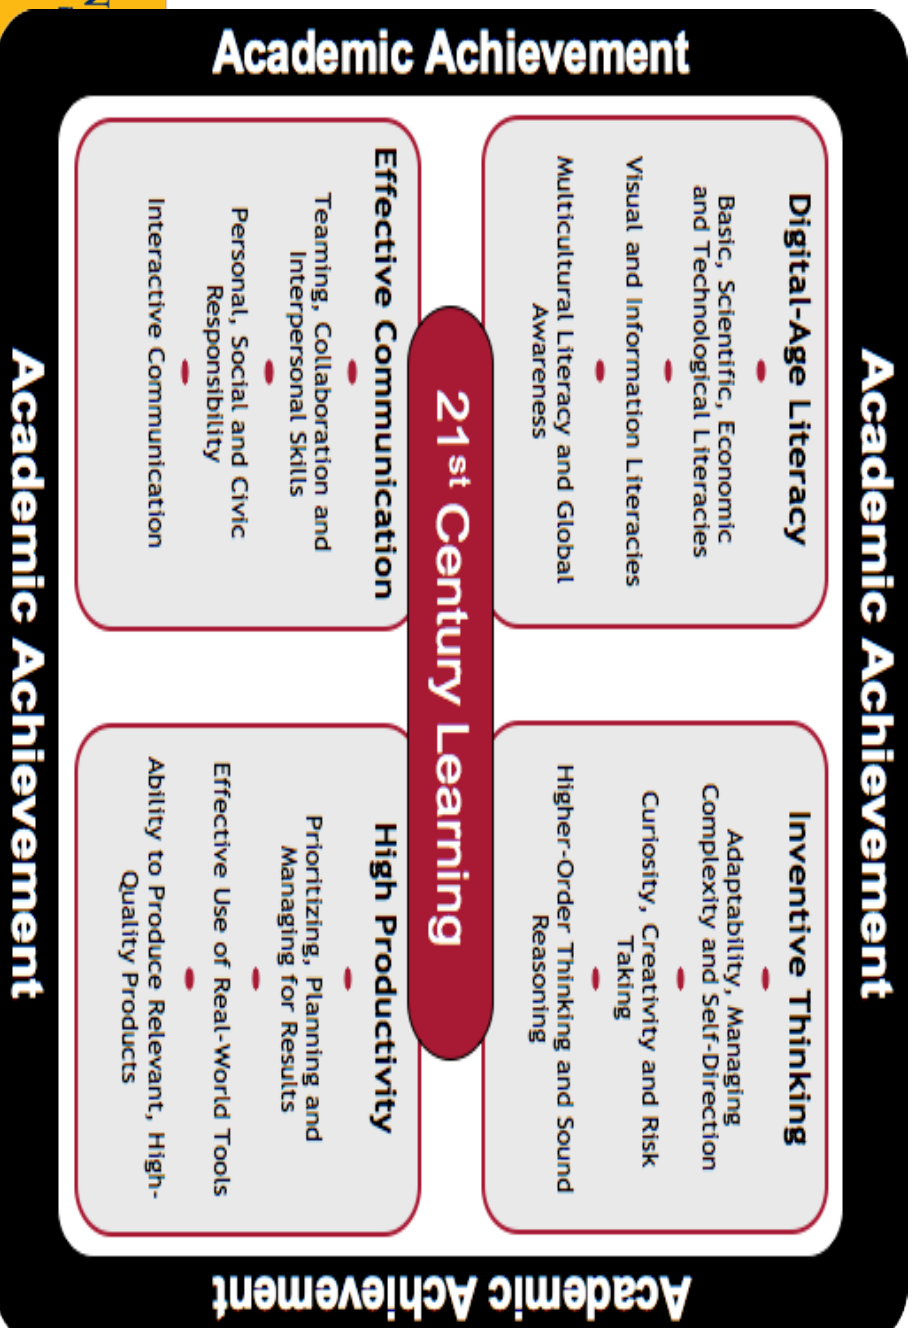 Academic Achievement
Digital-Age Literacy
Basic, Scientific, Economic
and Technological Literacies
Visual and Information Literacies
Multicultural Literacy and Global
Awareness
Inventive Thinking
Adaptability, Managing
Complexity and Self-Direction
Curiosity, Creativity and Risk
Taking
Higher-Order Thinking and Sound
Reasoning
21st Century Learning
Effective Communication
Teaming, Collaboration and
Interpersonal Skills
Personal, Social and Civic
Responsibility
Interactive Communication
High Productivity
Prioritizing, Planning and
Managing for Results
Effective Use of Real-World Tools
Ability to Produce Relevant, High-
Quality Products
Academic Achievement
Academic Achievement
Academic Achievement